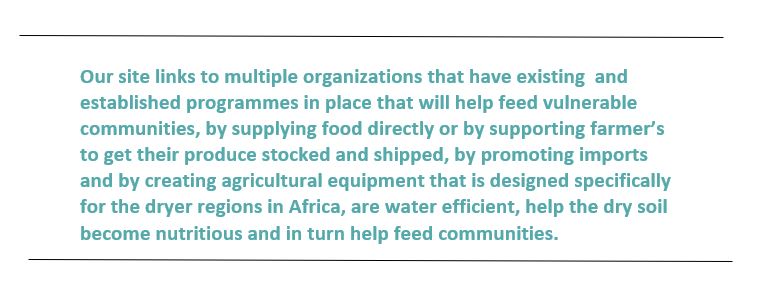 Our site links to multiple organizations that have existing  and
established programmes in place that will help feed vulnerable
communities, by supplying food directly or by supporting farmer’s
to get their produce stocked and shipped, by promoting imports
and by creating agricultural equipment that is designed specifically
for the dryer regions in Africa, are water efficient, help the dry soil
become nutritious and in turn help feed communities.